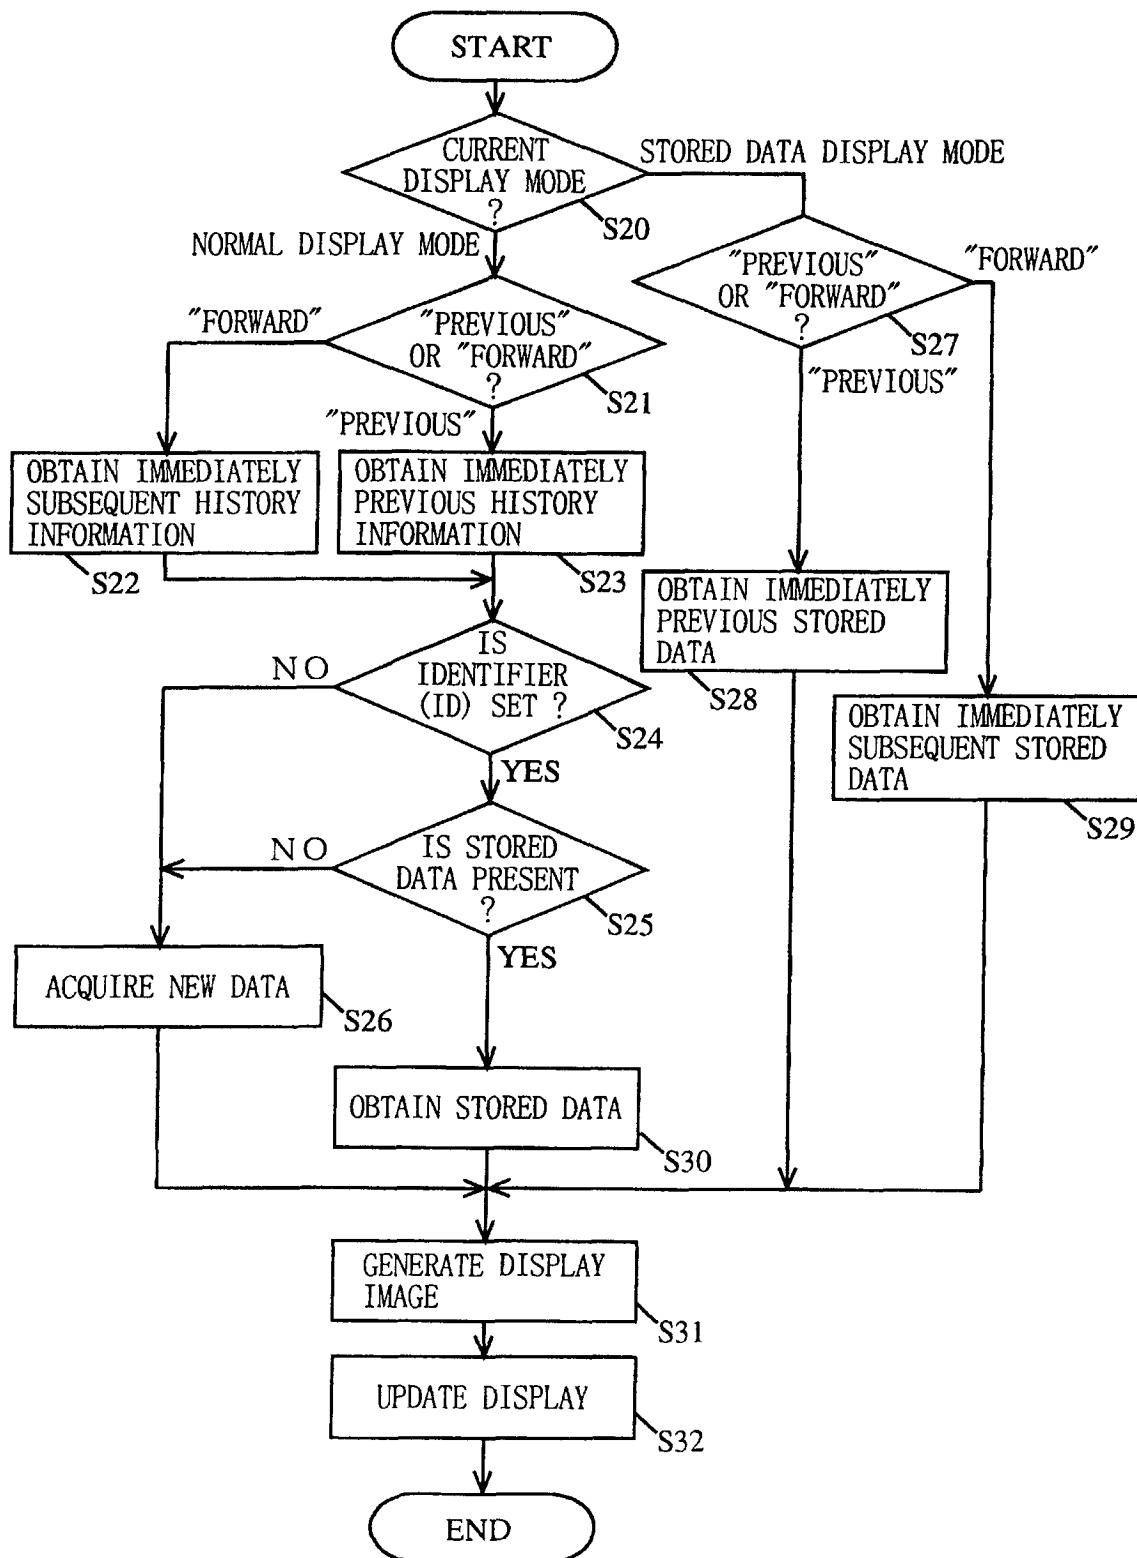 START
CURRENT
DISPLAY MODE
?
STORED DATA DISPLAY MODE
S20
NORMAL DISPLAY MODE
"PREVIOUS"
OR "FORWARD"
?
"FORWARD"
S27
"FORWARD"
"PREVIOUS"
OR "FORWARD"
?
S21
"PREVIOUS"
"PREVIOUS"
OBTAIN IMMEDIATELY
SUBSEQUENT HISTORY
INFORMATION
S22
OBTAIN IMMEDIATELY
PREVIOUS HISTORY
INFORMATION
S23
OBTAIN IMMEDIATELY
PREVIOUS STORED
DATA
S28
IS
IDENTIFIER
(ID) SET ?
NO
S24
YES
OBTAIN IMMEDIATELY
SUBSEQUENT STORED
DATA
S29
IS STORED
DATA PRESENT
?
NO
S25
YES
ACQUIRE NEW DATA
S26
OBTAIN STORED DATA
S30
GENERATE DISPLAY
IMAGE
S31
UPDATE DISPLAY
S32
END